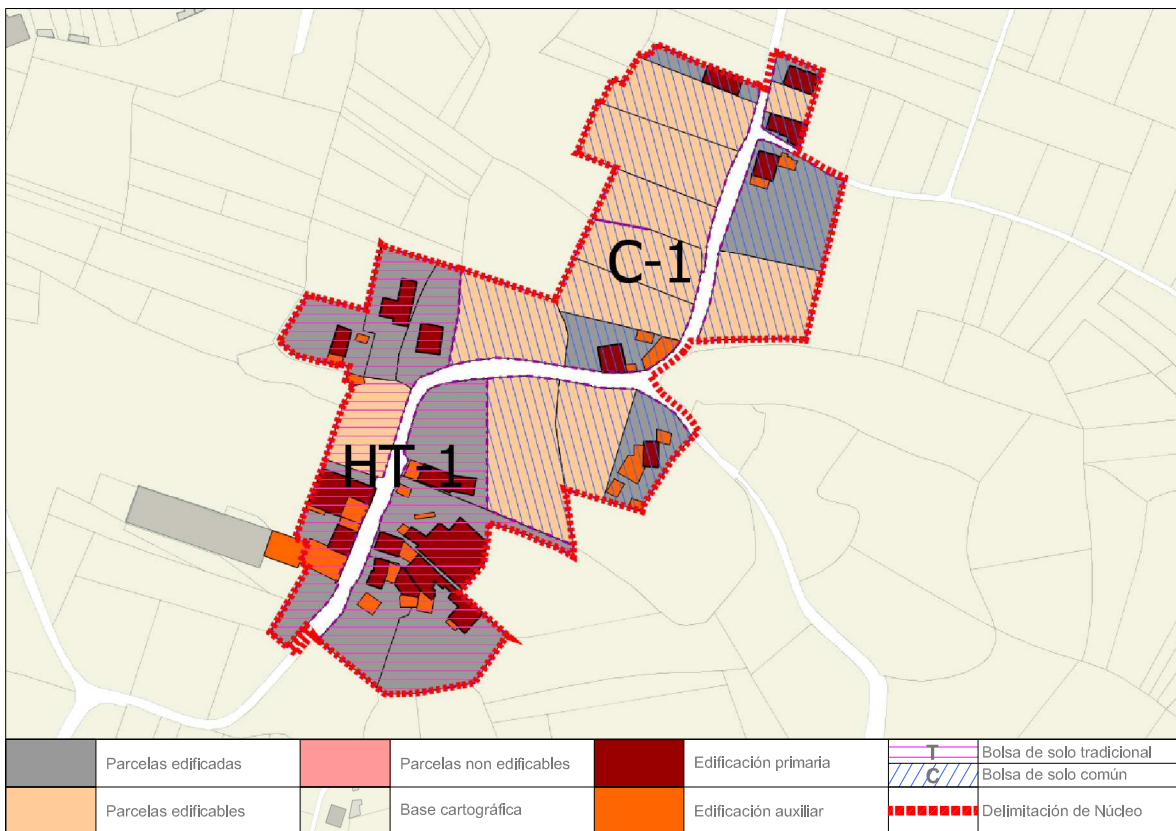 C-1
HT 1
Parcelas edificadas
Parcelas non edificables
Edificación primaria
T
Bolsa de solo tradicional
C
Bolsa de solo común
Parcelas edificables
Base cartográfica
Edificación auxiliar
Delimitación de Núcleo